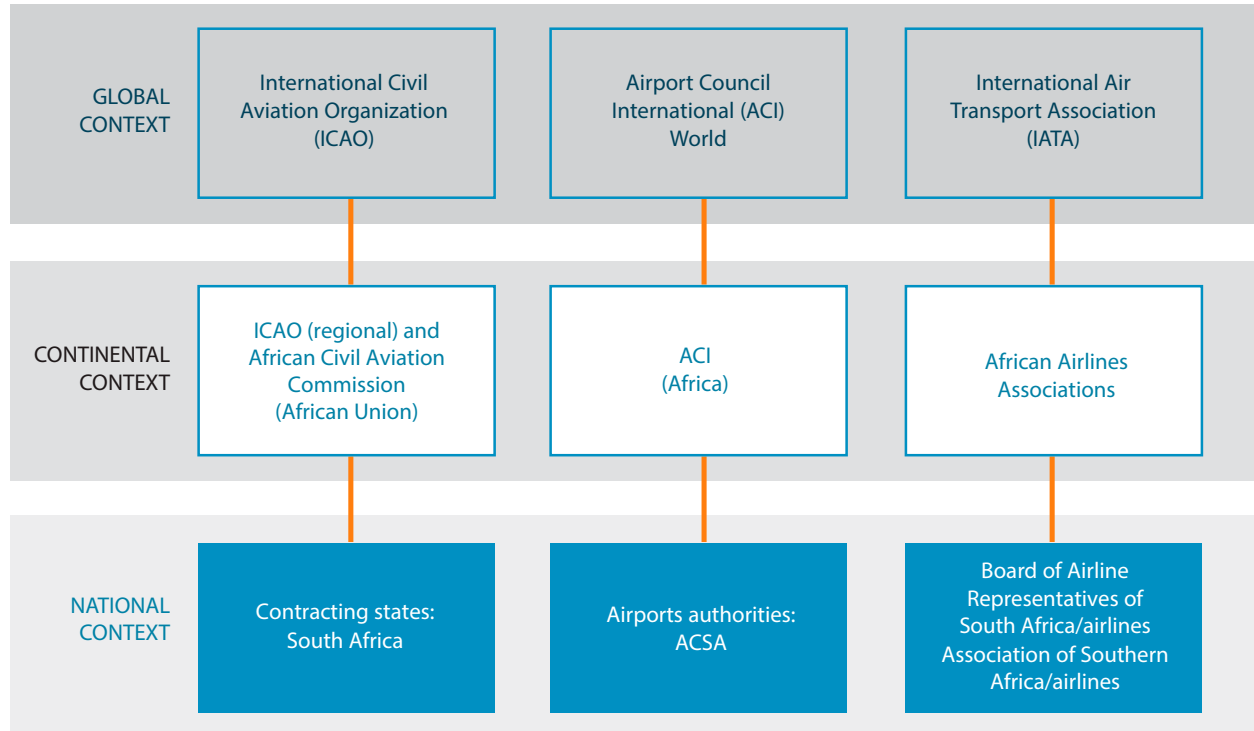 GLOBAL
CONTEXT
International Civil
Aviation Organization
(ICAO)
Airport Council
International (ACI)
World
International Air
Transport Association
(IATA)
CONTINENTAL
CONTEXT
ICAO (regional) and
African Civil Aviation
Commission
(African Union)
ACI
(Africa)
African Airlines
Associations
NATIONAL
CONTEXT
Contracting states:
South Africa
Airports authorities:
ACSA
Board of Airline
Representatives of
South Africa/airlines
Association of Southern
Africa/airlines